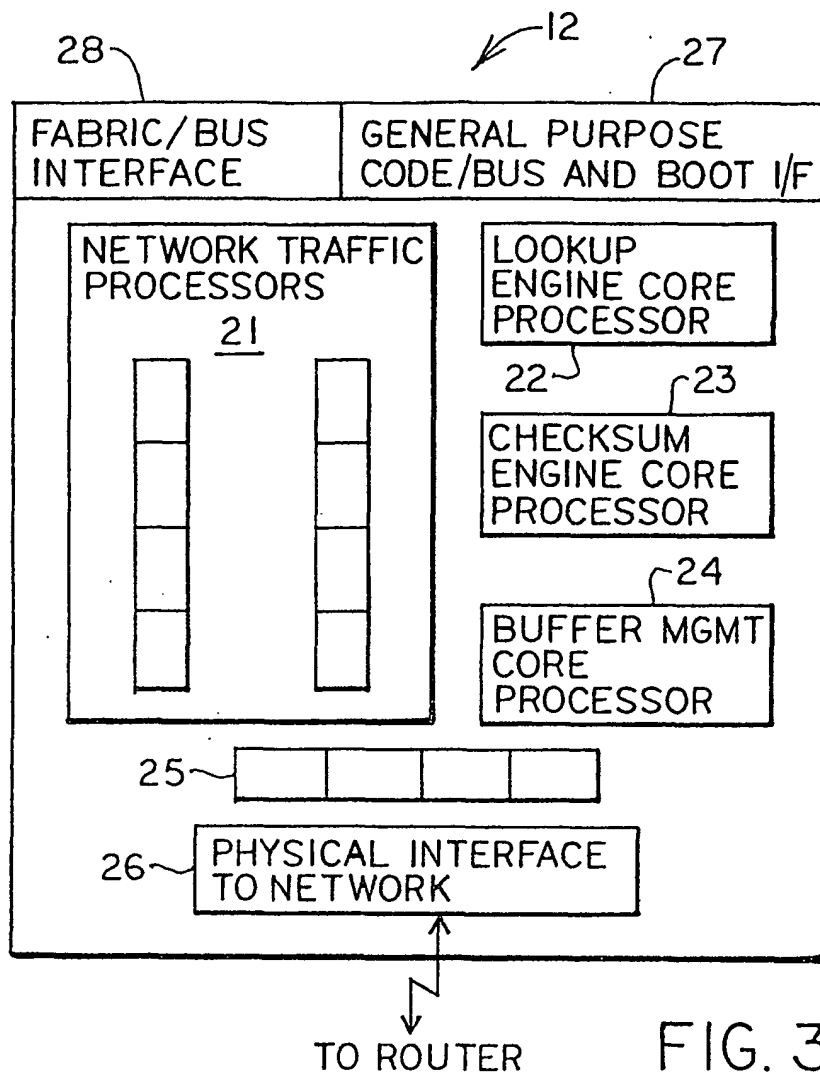 12
28
27
FABRIC/BUS
INTERFACE
GENERAL PURPOSE
CODE/BUS AND BOOT I/F
NETWORK TRAFFIC
PROCESSORS
21
LOOKUP
ENGINE CORE
PROCESSOR
22
23
CHECKSUM
ENGINE CORE
PROCESSOR
24
BUFFER MGMT
CORE
PROCESSOR
25
26
PHYSICAL INTERFACE
TO NETWORK
TO ROUTER
FIG. 3